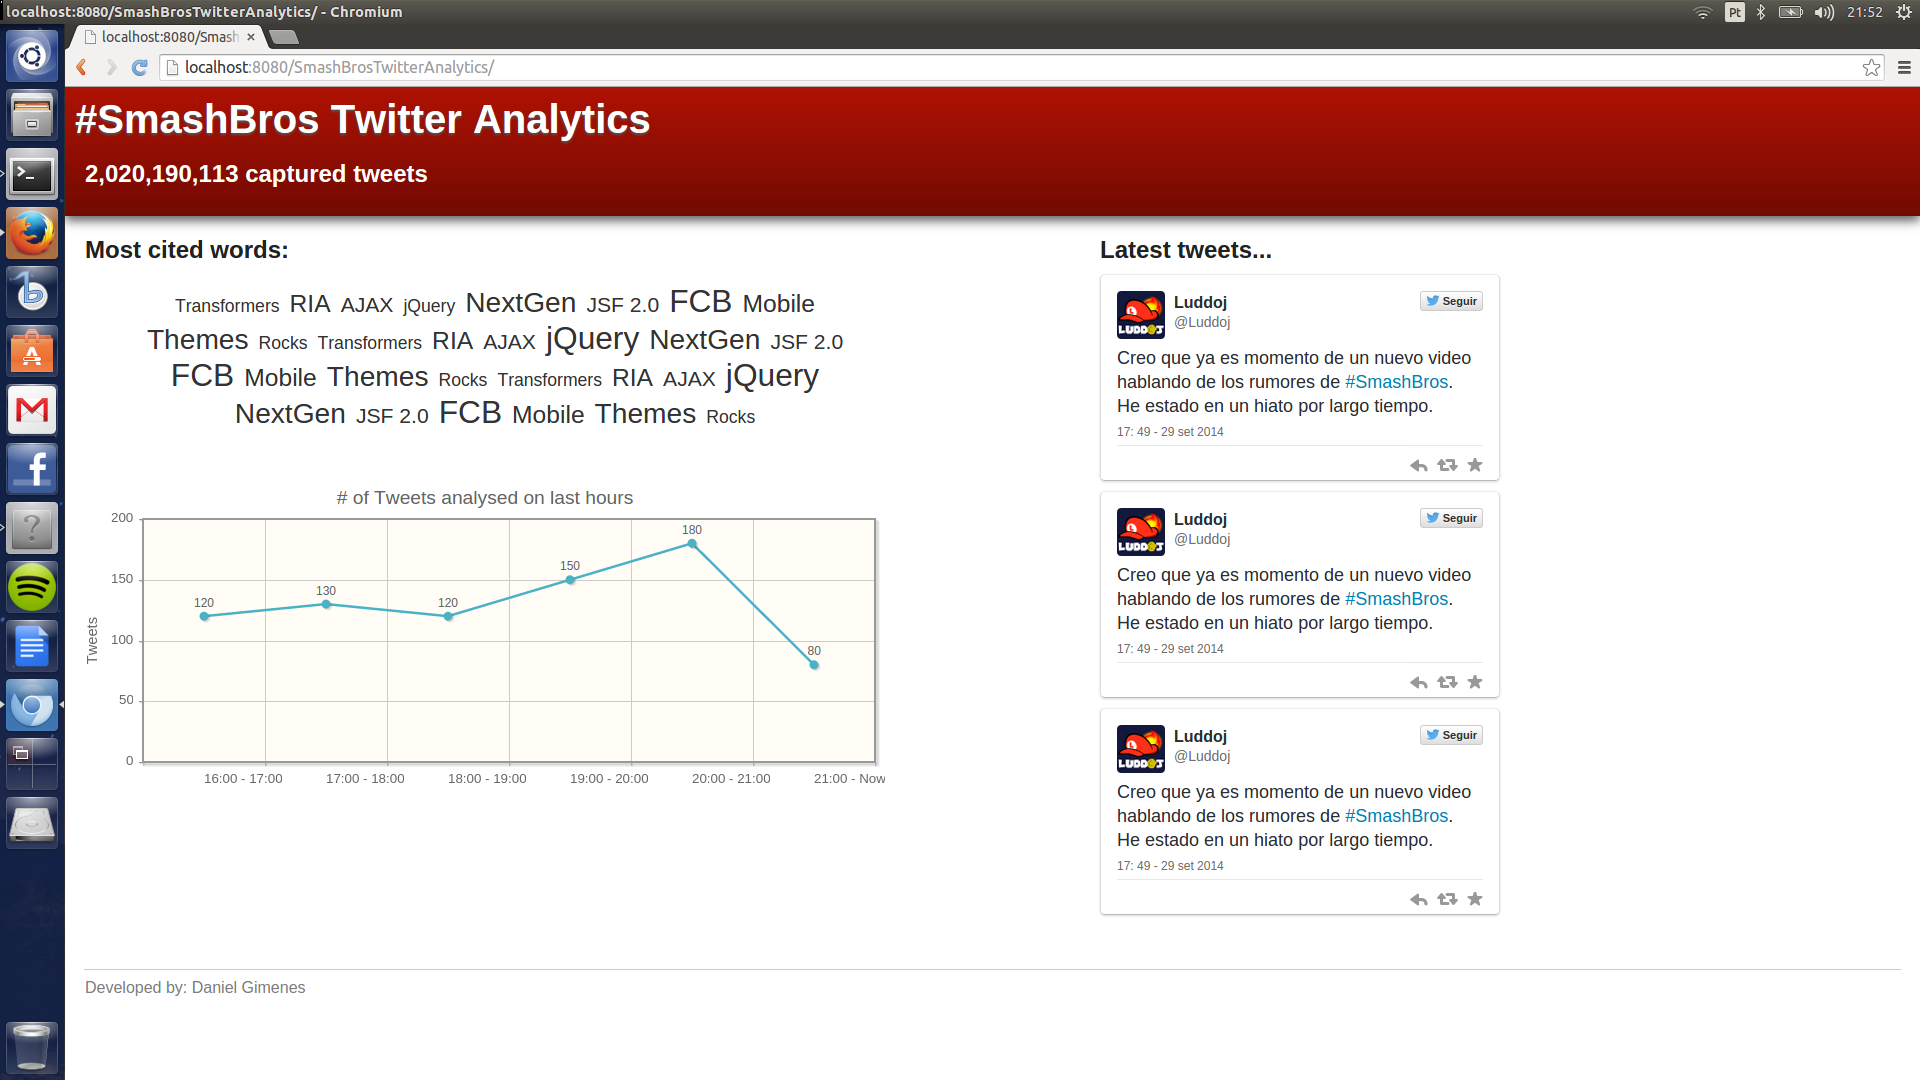 localhost:8080/SmashBrosTwitterAnalytics/ - Chromium
Pt
21:52
localhost:8080/Smash
localhost:8080/SmashBrosTwitterAnalytics/
#SmashBros Twitter Analytics
2,020,190,113 captured tweets
Most cited words:
Transformers RIA AJAX jQuery NextGen JSF 2.0 FCB Mobile
Themes Rocks Transformers RIA AJAX jQuery NextGen JSF 2.0
FCB Mobile Themes Rocks Transformers RIA AJAX jQuery
NextGen JSF 2.0 FCB Mobile Themes Rocks
# of Tweets analysed on last hours
Tweets
200
150
100
50
0
120
130
120
150
180
80
16:00 - 17:00
17:00 - 18:00
18:00 - 19:00
19:00 - 20:00
20:00 - 21:00
21:00 - Now
Latest tweets...
LUDDOJ
Luddoj
@Luddoj
Seguir
Creo que ya es momento de un nuevo video
hablando de los rumores de #SmashBros.
He estado en un hiato por largo tiempo.
17: 49 - 29 set 2014
LUDDOJ
Luddoj
@Luddoj
Seguir
Creo que ya es momento de un nuevo video
hablando de los rumores de #SmashBros.
He estado en un hiato por largo tiempo.
17: 49 - 29 set 2014
LUDDOJ
Luddoj
@Luddoj
Seguir
Creo que ya es momento de un nuevo video
hablando de los rumores de #SmashBros.
He estado en un hiato por largo tiempo.
17: 49 - 29 set 2014
Developed by: Daniel Gimenes